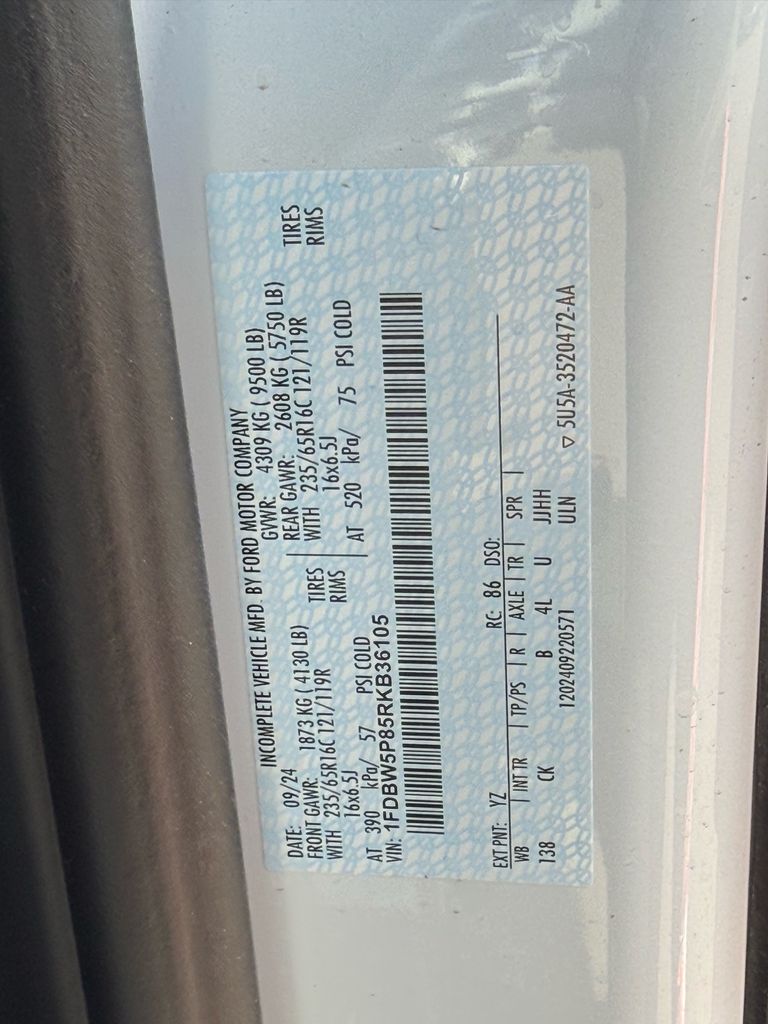 INCOMPLETE VEHICLE MFD. BY FORD MOTOR COMPANY
DATE: 09/24 GVWR: 4309 KG ( 9500 LB)
FRONT GAWR: 1873 KG ( 4130 LB) REAR GAWR: 2608 KG ( 5750 LB)
WITH 235/65R16C 121/119R TIRES WITH 235/65R16C 121/119R TIRES
16x6.5J RIMS 16x6.5J RIMS
AT 390 kPa/ 57 PSI COLD AT 520 kPa/ 75 PSI COLD
VIN: 1FDBW5P85RKB36105
EXT PNT: YZ RC: 86 DSO:
WB INT TR TP/PS R AXLE TR SPR
138 CK B 4L U JJHH
1202409220571 ULN
▽ 5U5A-3520472-AA